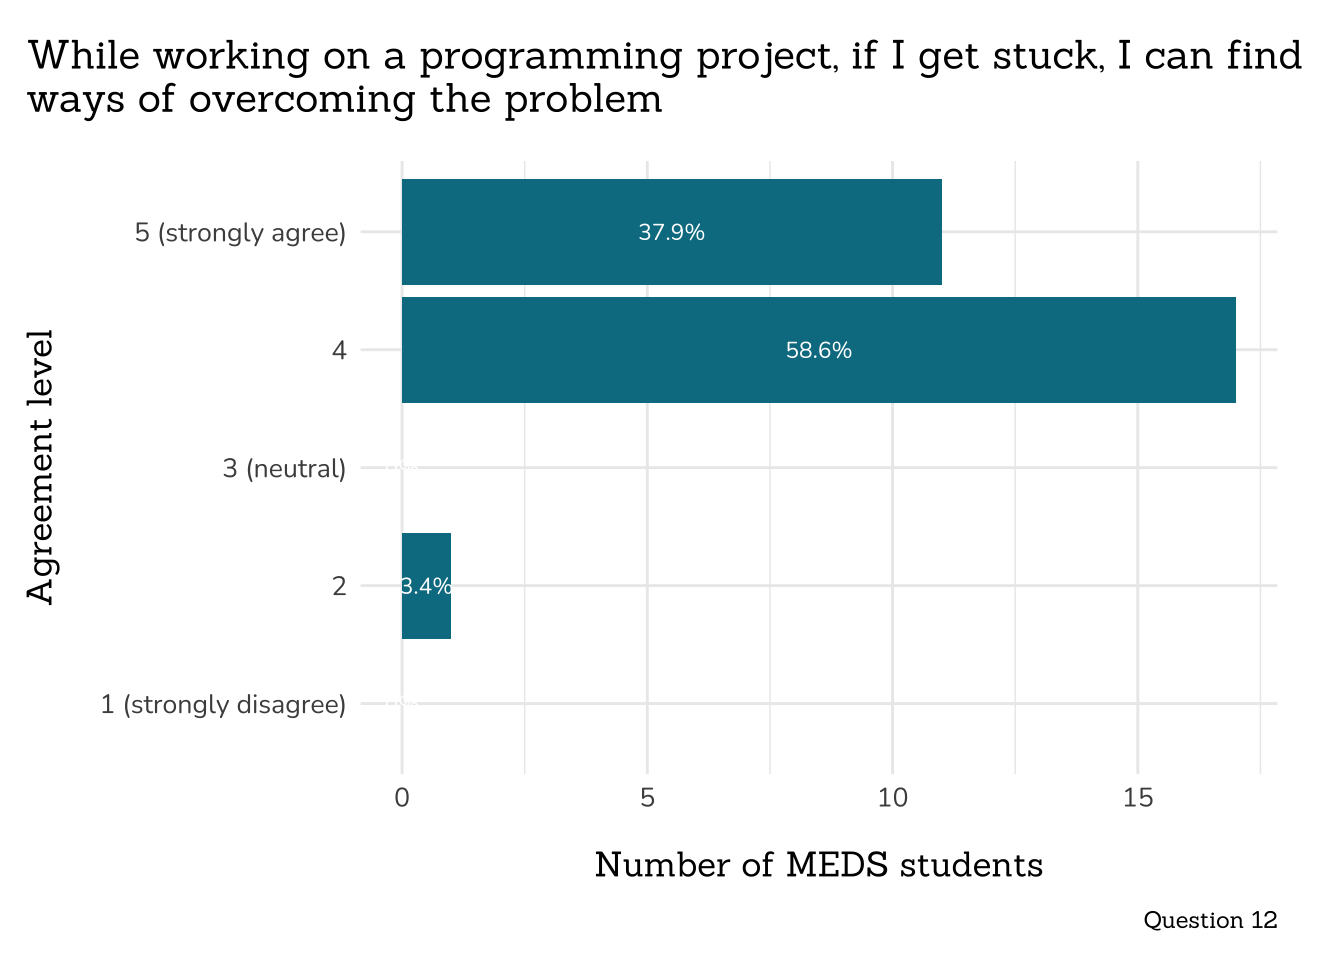 While working on a programming project, if I get stuck, I can find
ways of overcoming the problem
5 (strongly agree)
37.9%
4
58.6%
3 (neutral)
2
3.4%
1 (strongly disagree)
0
5
10
15
Agreement level
Number of MEDS students
Question 12